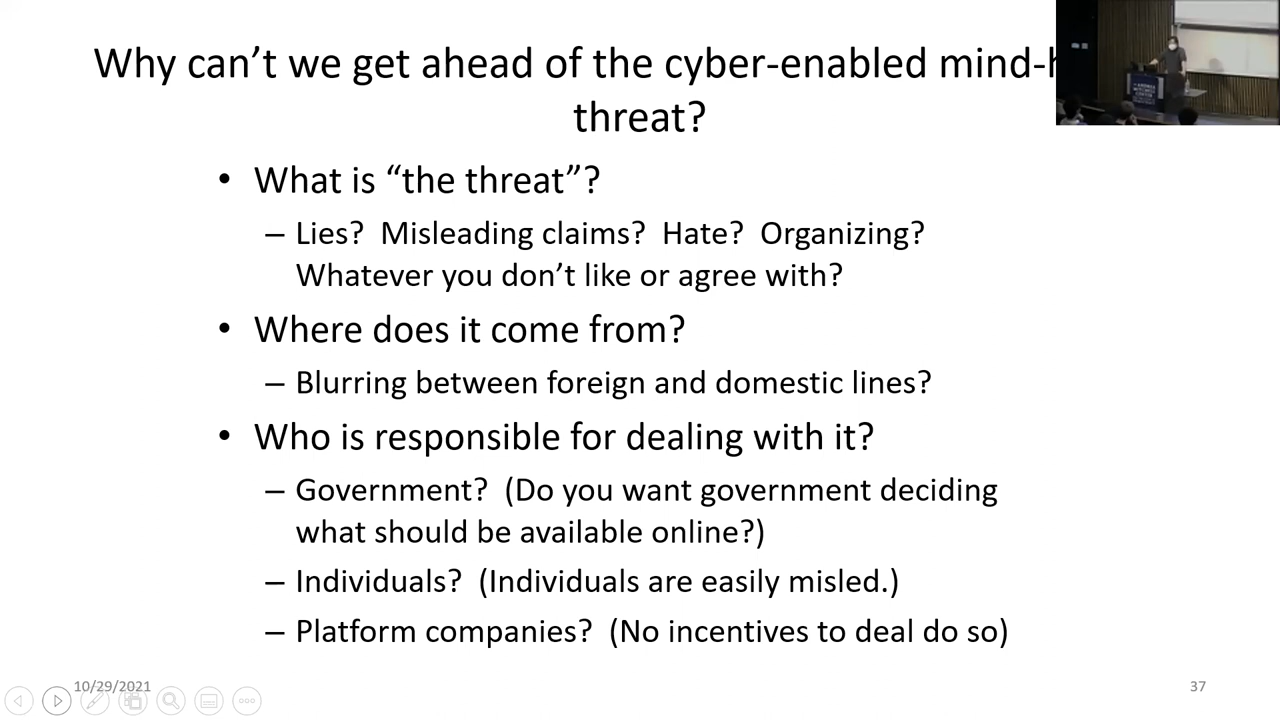 Why can't we get ahead of the cyber-enabled
threat?
• What is “the threat”?
– Lies? Misleading claims? Hate? Organizing?
Whatever you don't like or agree with?
• Where does it come from?
– Blurring between foreign and domestic lines?
• Who is responsible for dealing with it?
– Government? (Do you want government deciding
what should be available online?)
– Individuals? (Individuals are easily misled.)
– Platform companies? (No incentives to deal do so)
10/29/2021
37